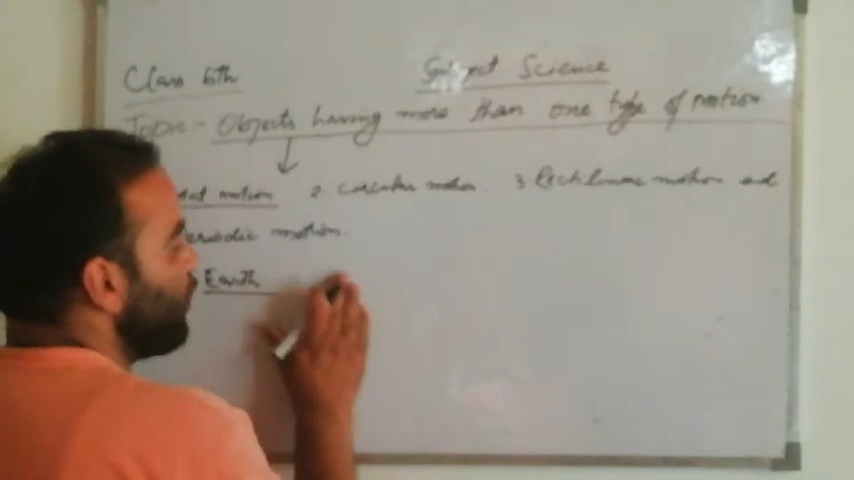 Class 6th Subject Science
Topic - Objects having more than one type of motion
motion 2 circular motion 3 Rectilinear motion and
motion
Earth